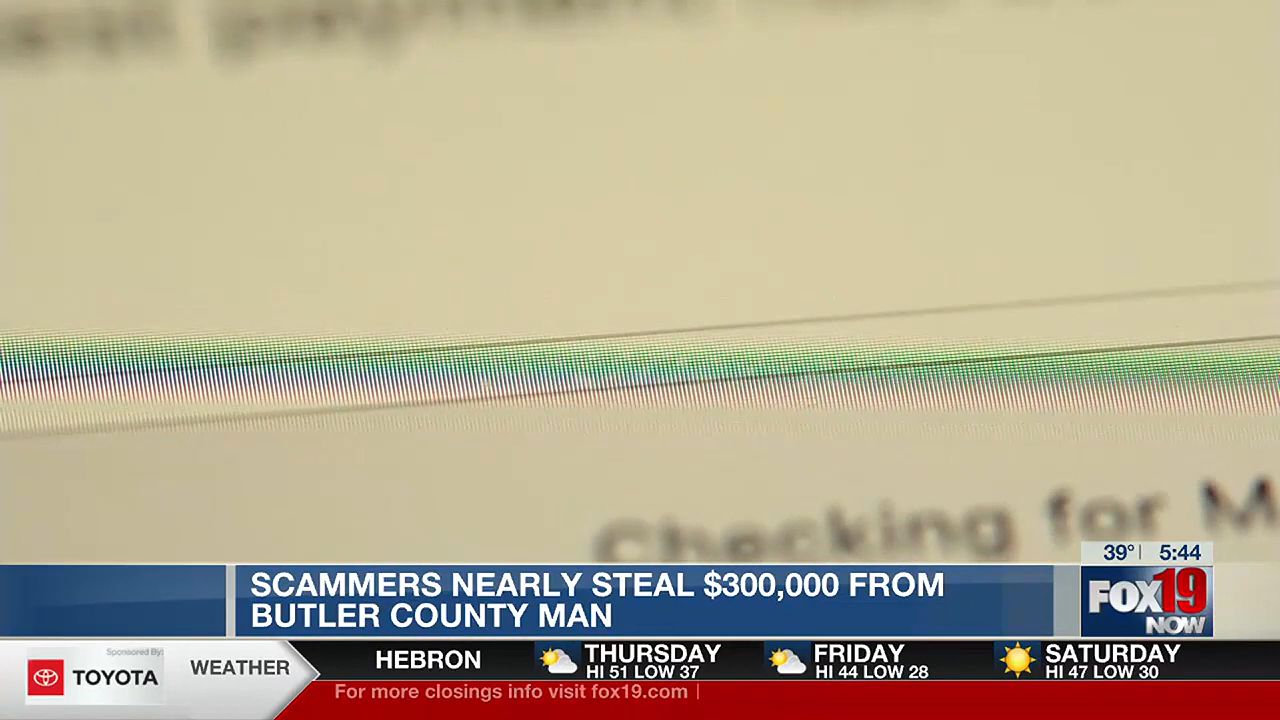 payment
Checking for M
39° 5:44
SCAMMERS NEARLY STEAL $300,000 FROM
BUTLER COUNTY MAN
FOX19
NOW
Sponsored By:
TOYOTA
WEATHER
HEBRON
THURSDAY
HI 51 LOW 37
FRIDAY
HI 44 LOW 28
SATURDAY
HI 47 LOW 30
For more closings info visit fox19.com